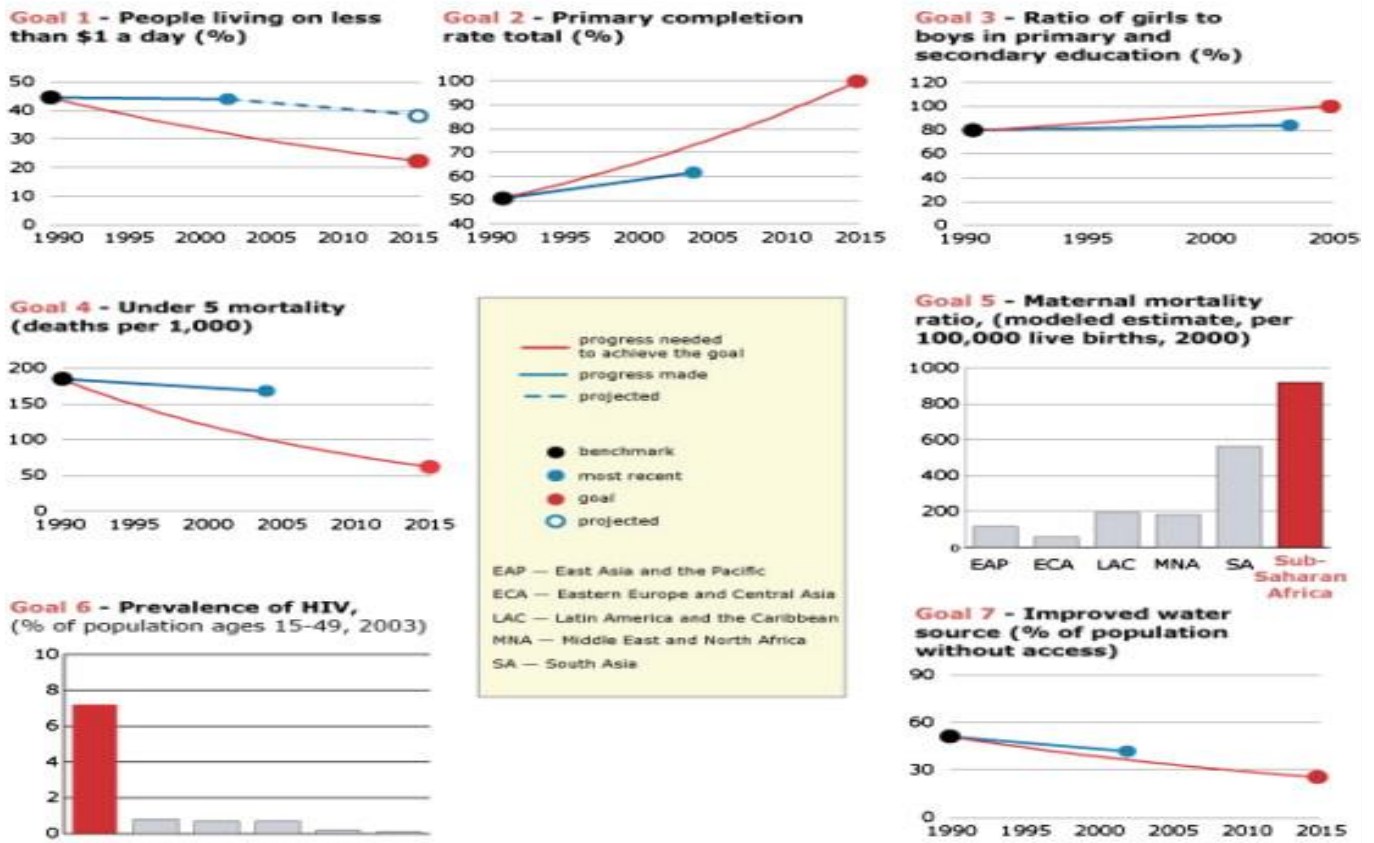 Goal 1 - People living on less
than $1 a day (%)
50
40
30
20
10
0
1990 1995 2000 2005 2010 2015
Goal 2 - Primary completion
rate total (%)
100
90
80
70
60
50
40
1990 1995 2000 2005 2010 2015
Goal 3 - Ratio of girls to
boys in primary and
secondary education (%)
120
100
80
60
40
20
0
1990 1995 2000 2005
Goal 4 - Under 5 mortality
(deaths per 1,000)
200
150
100
50
0
1990 1995 2000 2005 2010 2015
progress needed
to achieve the goal
progress made
projected
benchmark
most recent
goal
projected
EAP — East Asia and the Pacific
ECA — Eastern Europe and Central Asia
LAC — Latin America and the Caribbean
MNA — Middle East and North Africa
SA — South Asia
Goal 5 - Maternal mortality
ratio, (modeled estimate, per
100,000 live births, 2000)
1000
800
600
400
200
0
EAP ECA LAC MNA SA Sub-
Saharan
Africa
Goal 6 - Prevalence of HIV,
(% of population ages 15-49, 2003)
10
8
6
4
2
0
Goal 7 - Improved water
source (% of population
without access)
90
60
30
0
1990 1995 2000 2005 2010 2015